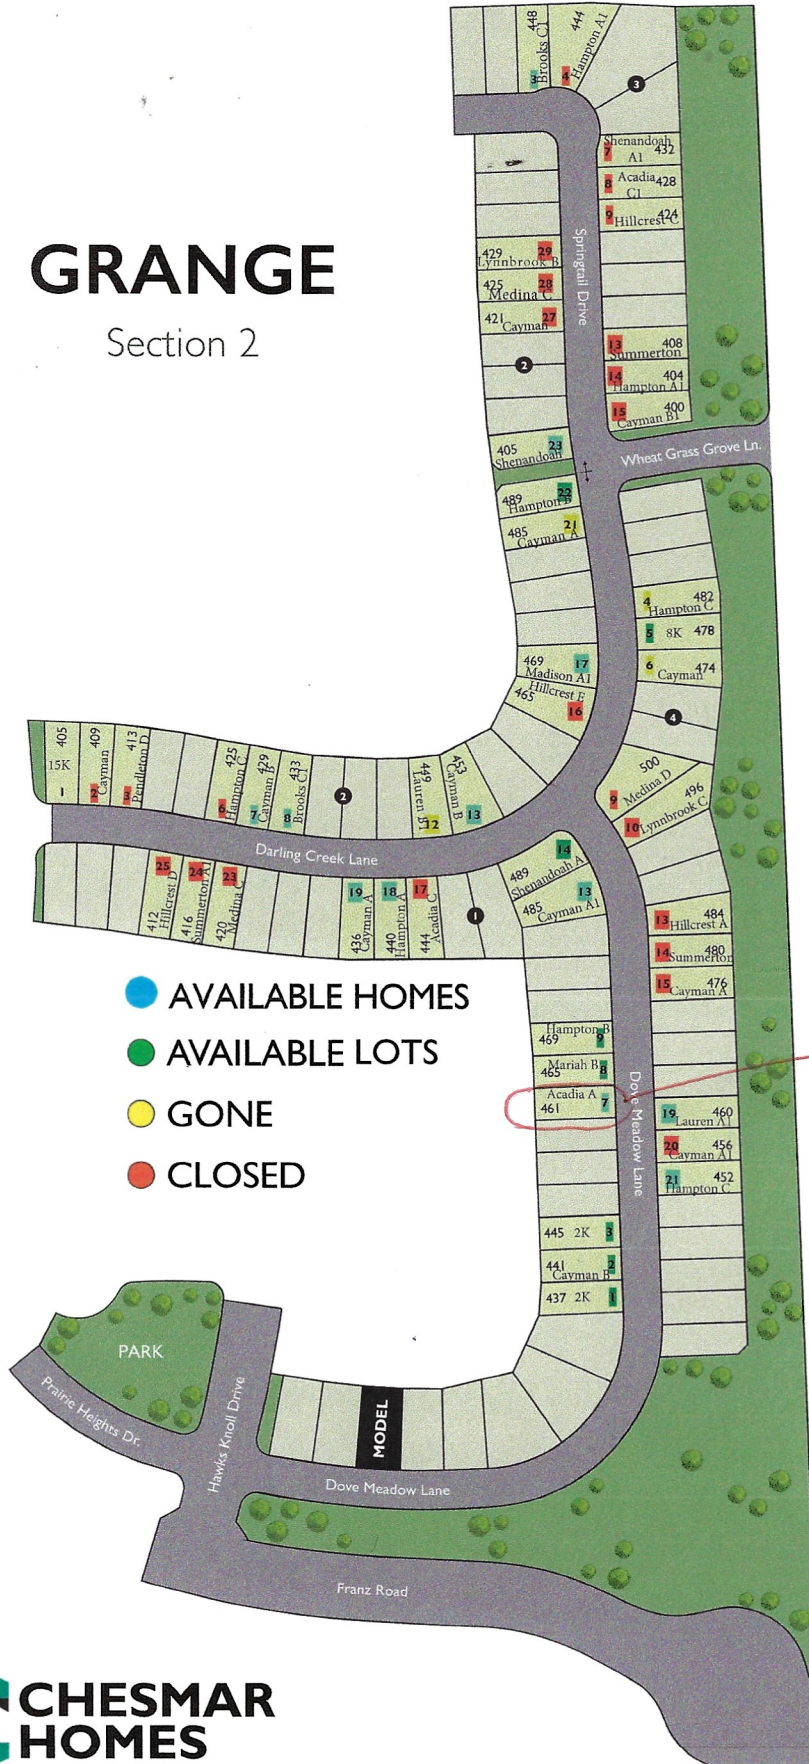 GRANGE
Section 2
448
Brooks C1
3
444
Hampton A1
4
3
Shenandoah
7 A1 432
8 Acadia 428
C1
9 Hillcrest C 424
Springtail Drive
429 29
Lynnbrook B
425 28
Medina C
421 27
Cayman
2
13 408
Summerton
14 404
Hampton A1
15 400
Cayman B1
405 23
Shenandoah
Wheat Grass Grove Ln.
489 22
Hampton B
485 21
Cayman A
4 482
Hampton C
5 8K 478
6 474
Cayman
469 17
Madison A1
Hillcrest E
465 16
4
500
9 Medina D
496
10 Lynnbrook C
405
15K
1
409
Cayman
2
413
Pendleton D
3
425
Hampton C
6
429
Cayman B
7
433
Brooks C1
8
2
449
Lauren B1
12
453
Cayman B
13
Darling Creek Lane
25
Hillcrest D
412
24
Summerton A1
416
23
Medina C
420
19
Cayman A
436
18
Hampton A
440
17
Acadia C
444
1
14
489
Shenandoah A
13
485
Cayman A1
13 484
Hillcrest A
14 480
Summerton
15 476
Cayman A
AVAILABLE HOMES
AVAILABLE LOTS
GONE
CLOSED
Hampton B
469 9
Mariah B
465 8
Acadia A
461 7
Dove Meadow Lane
19 460
Lauren A1
20 456
Cayman A1
21 452
Hampton C
445 2K 3
441 2
Cayman B
437 2K 1
PARK
Prairie Heights Dr.
Hawks Knoll Drive
MODEL
Dove Meadow Lane
Franz Road
CHESMAR
HOMES